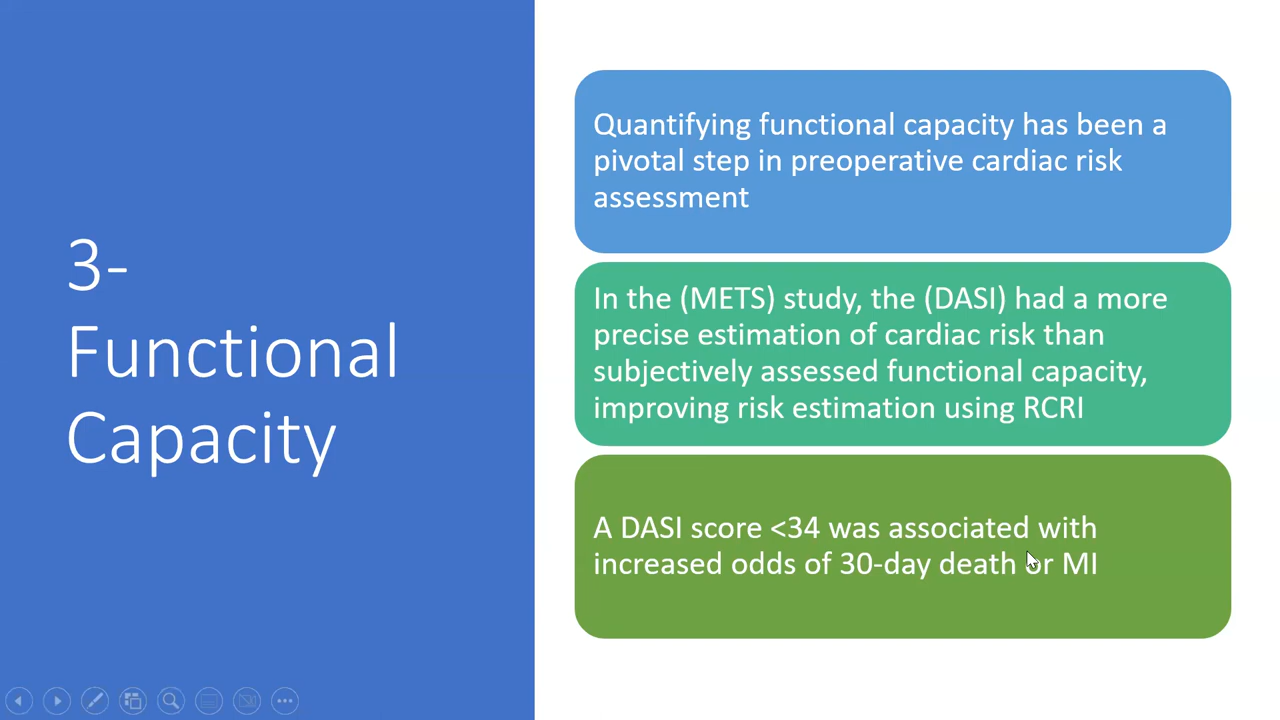 3-
Functional
Capacity
Quantifying functional capacity has been a
pivotal step in preoperative cardiac risk
assessment
In the (METS) study, the (DASI) had a more
precise estimation of cardiac risk than
subjectively assessed functional capacity,
improving risk estimation using RCRI
A DASI score <34 was associated with
increased odds of 30-day death or MI